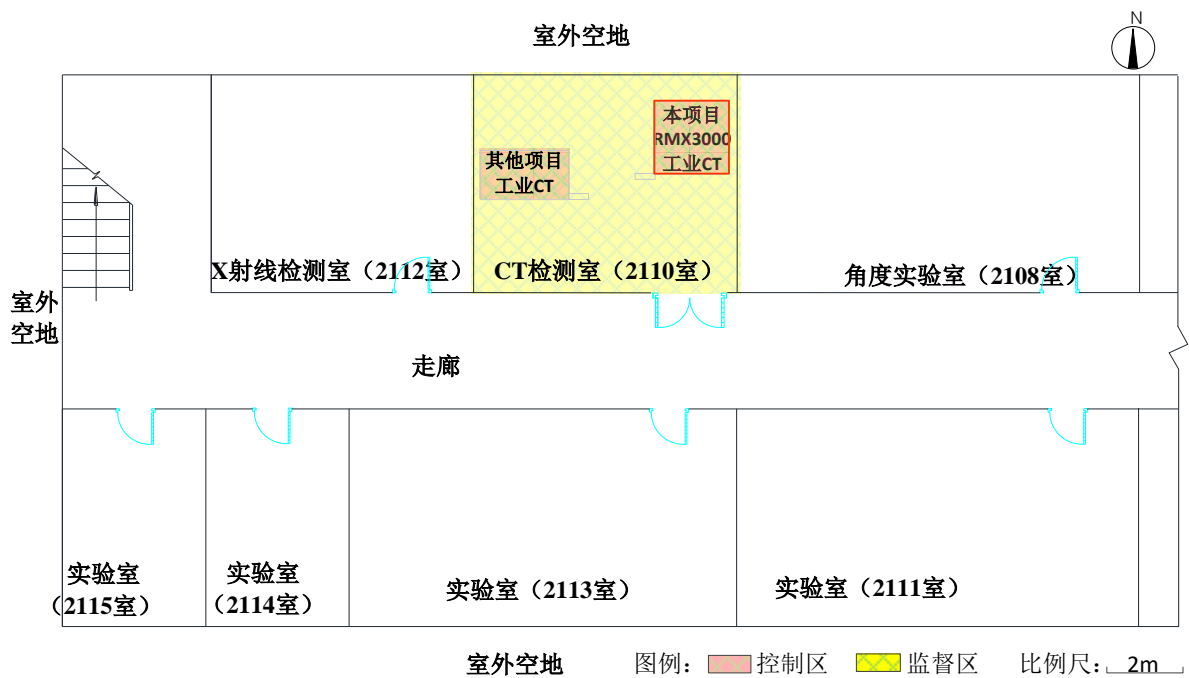 N
室外空地
本项目
RMX3000
工业CT
其他项目
工业CT
X射线检测室（2112室）
CT检测室（2110室）
角度实验室（2108室）
室外
空地
走廊
实验室
（2115室）
实验室
（2114室）
实验室（2113室）
实验室（2111室）
室外空地
图例：
控制区
监督区
比例尺：
2m